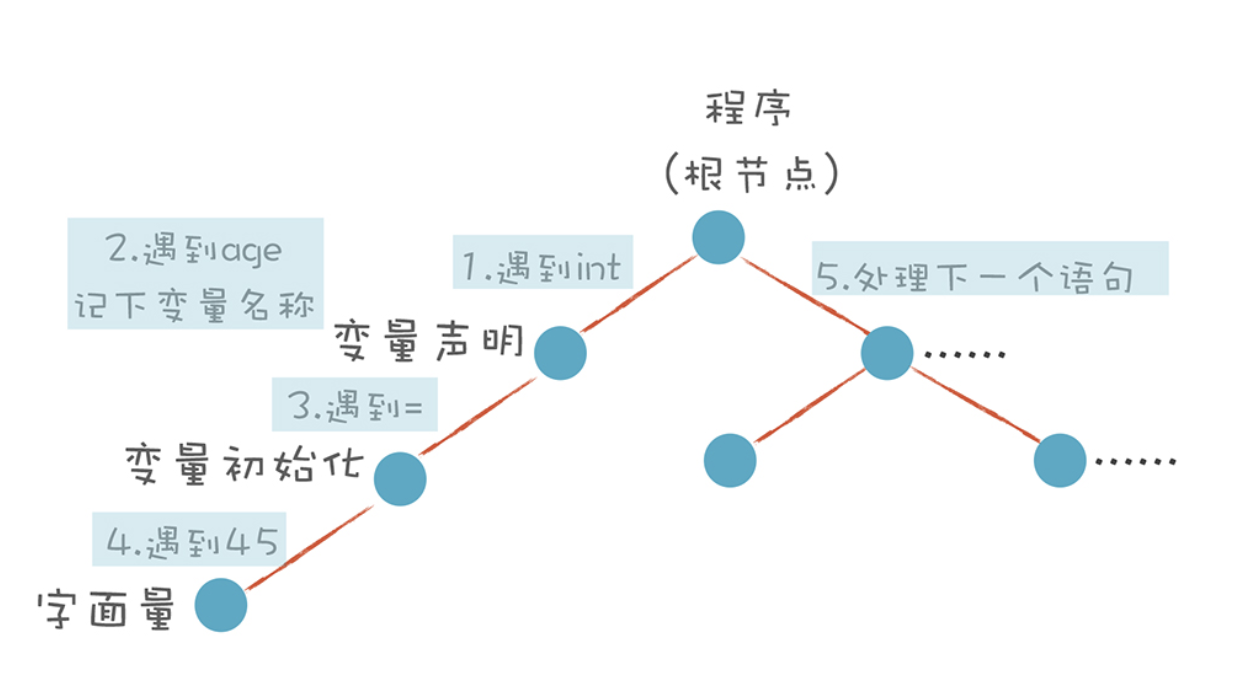 程序
(根节点)
2.遇到age
记下变量名称
1.遇到int
5.处理下一个语句
变量声明
······
3.遇到=
变量初始化
······
4.遇到45
字面量